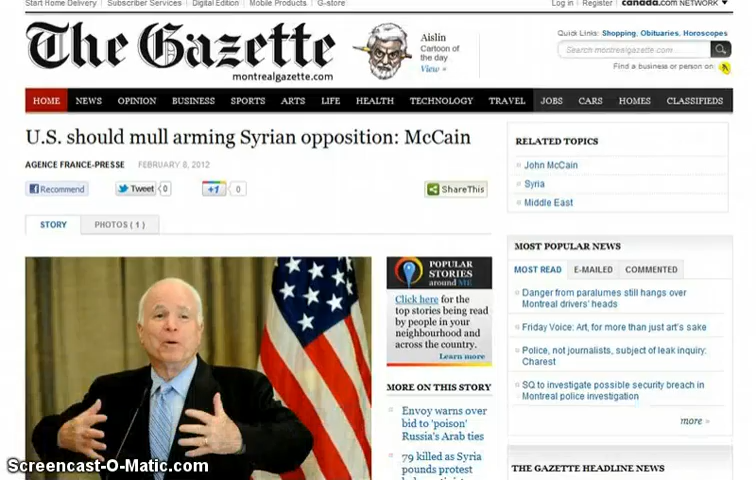 Start Home Delivery Subscriber Services Digital Edition Mobile Products G-store
Log in Register canada.com NETWORK
The Gazette
montrealgazette.com
Aislin
Cartoon of
the day
View »
Quick Links: Shopping, Obituaries, Horoscopes
Search montrealgazette.com
Find a business or person on
HOME NEWS OPINION BUSINESS SPORTS ARTS LIFE HEALTH TECHNOLOGY TRAVEL JOBS CARS HOMES CLASSIFIEDS
U.S. should mull arming Syrian opposition: McCain
AGENCE FRANCE-PRESSE FEBRUARY 8, 2012
Recommend Tweet 0 +1 0 ShareThis
STORY PHOTOS ( 1 )
POPULAR
STORIES
around ME
Click here for the
top stories being read
by people in your
neighbourhood and
across the country.
Learn more
MORE ON THIS STORY
Envoy warns over
bid to 'poison'
Russia's Arab ties
79 killed as Syria
pounds protest
RELATED TOPICS
John McCain
Syria
Middle East
MOST POPULAR NEWS
MOST READ E-MAILED COMMENTED
Danger from paralumes still hangs over
Montreal drivers' heads
Friday Voice: Art, for more than just art's sake
Police, not journalists, subject of leak inquiry:
Charest
SQ to investigate possible security breach in
Montreal police investigation
more »
THE GAZETTE HEADLINE NEWS
Screencast-O-Matic.com